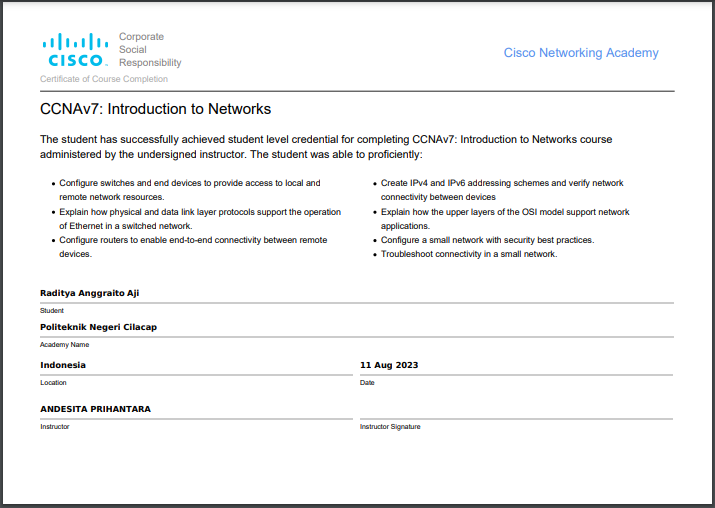 Corporate
Social
Responsibility
CISCO
Cisco Networking Academy
Certificate of Course Completion
CCNAv7: Introduction to Networks
The student has successfully achieved student level credential for completing CCNAv7: Introduction to Networks course
administered by the undersigned instructor. The student was able to proficiently:
• Configure switches and end devices to provide access to local and
remote network resources.
• Explain how physical and data link layer protocols support the operation
of Ethernet in a switched network.
• Configure routers to enable end-to-end connectivity between remote
devices.
• Create IPv4 and IPv6 addressing schemes and verify network
connectivity between devices
• Explain how the upper layers of the OSI model support network
applications.
• Configure a small network with security best practices.
• Troubleshoot connectivity in a small network.
Raditya Anggraito Aji
Student
Politeknik Negeri Cilacap
Academy Name
Indonesia
Location
11 Aug 2023
Date
ANDESITA PRIHANTARA
Instructor
Instructor Signature